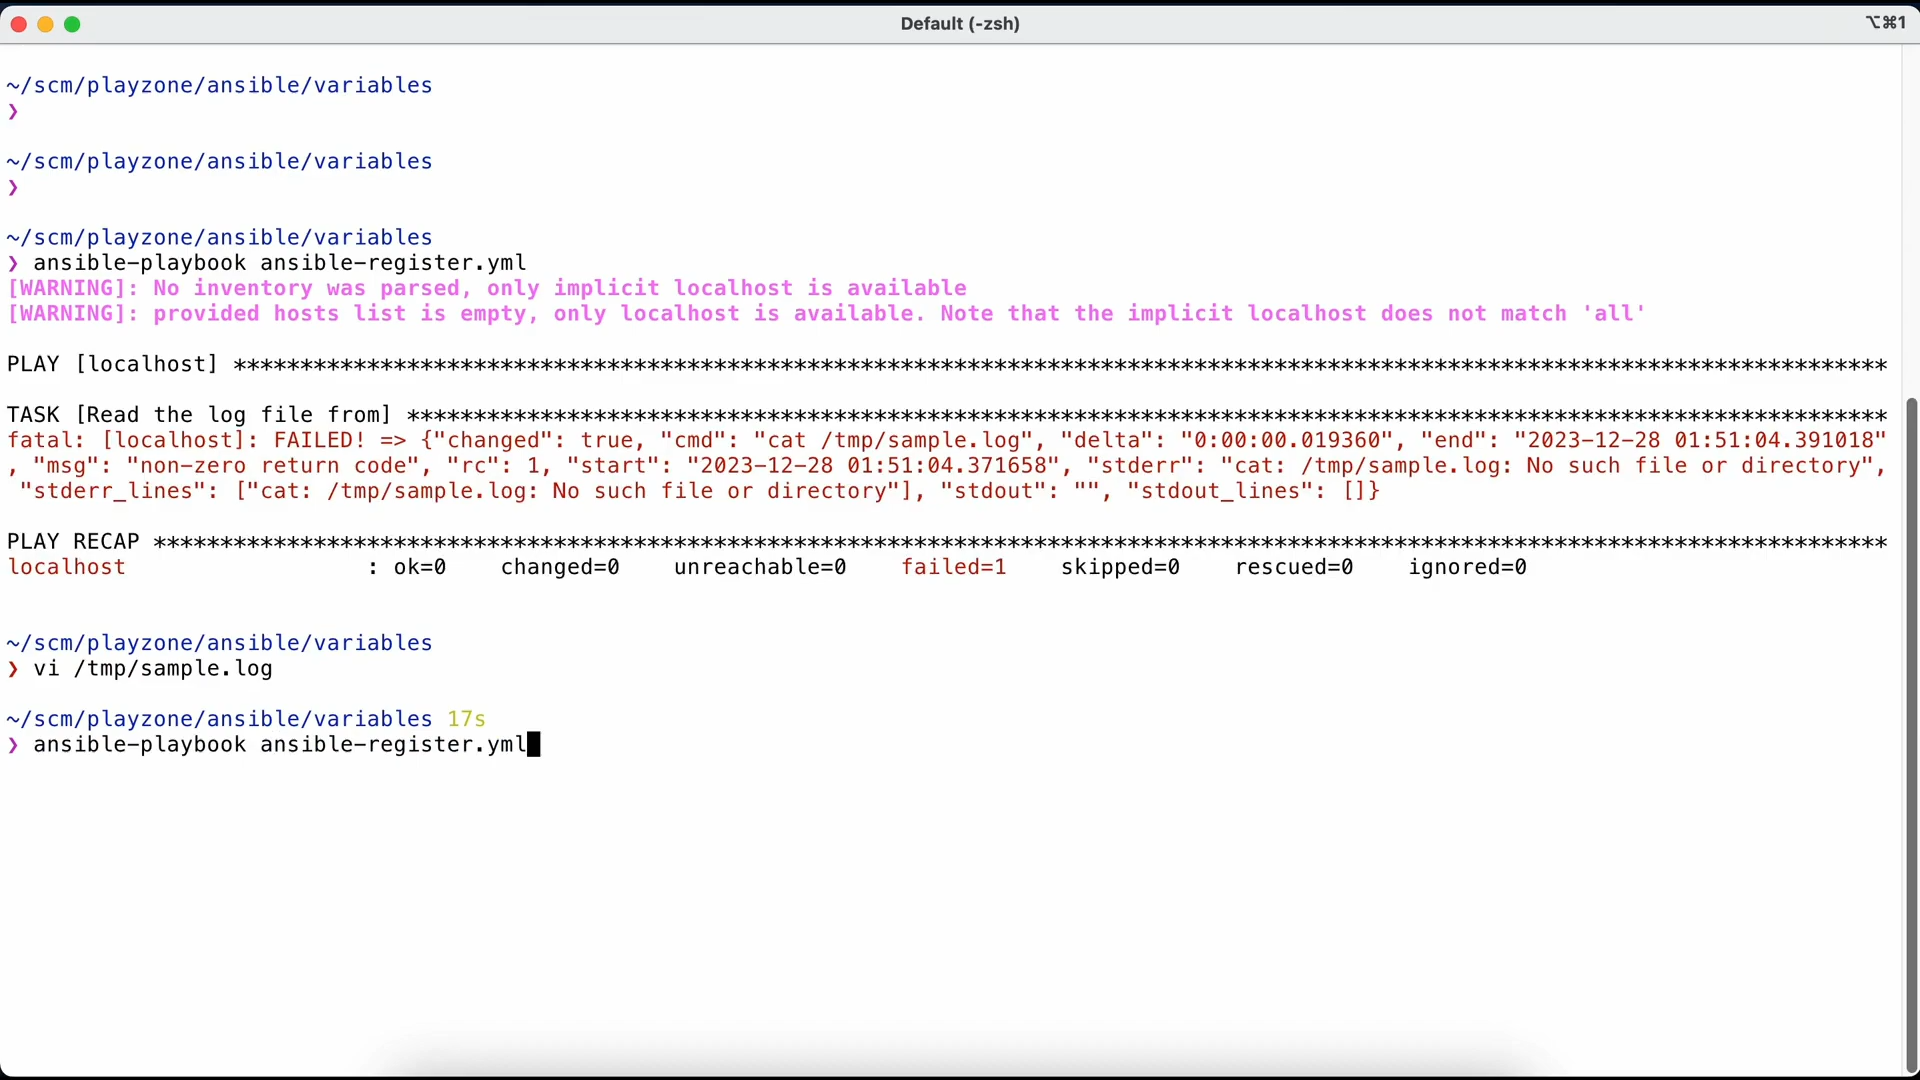 Default (-zsh)
⌥⌘1
~/scm/playzone/ansible/variables
❯
~/scm/playzone/ansible/variables
❯
~/scm/playzone/ansible/variables
❯ ansible-playbook ansible-register.yml
[WARNING]: No inventory was parsed, only implicit localhost is available
[WARNING]: provided hosts list is empty, only localhost is available. Note that the implicit localhost does not match 'all'
PLAY [localhost] ****************************************************************************************************************************
TASK [Read the log file from] ***************************************************************************************************************
fatal: [localhost]: FAILED! => {"changed": true, "cmd": "cat /tmp/sample.log", "delta": "0:00:00.019360", "end": "2023-12-28 01:51:04.391018"
, "msg": "non-zero return code", "rc": 1, "start": "2023-12-28 01:51:04.371658", "stderr": "cat: /tmp/sample.log: No such file or directory",
"stderr_lines": ["cat: /tmp/sample.log: No such file or directory"], "stdout": "", "stdout_lines": []}
PLAY RECAP **********************************************************************************************************************************
localhost                  : ok=0    changed=0    unreachable=0    failed=1    skipped=0    rescued=0    ignored=0
~/scm/playzone/ansible/variables
❯ vi /tmp/sample.log
~/scm/playzone/ansible/variables 17s
❯ ansible-playbook ansible-register.yml